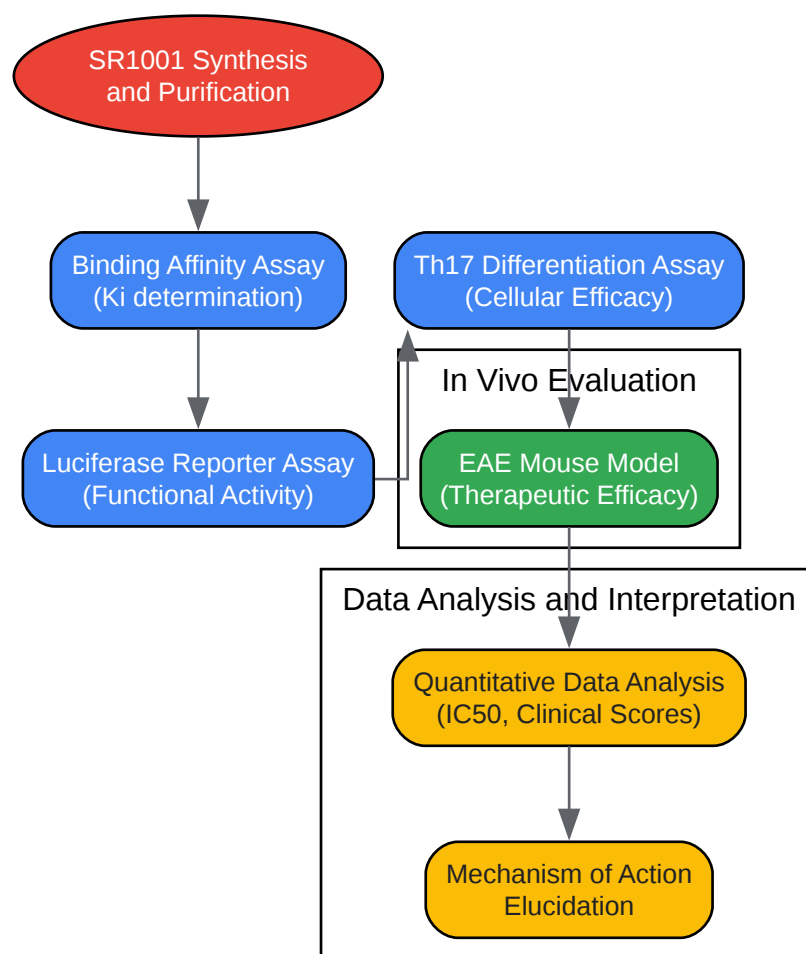 SR1001 Synthesis
and Purification
Binding Affinity Assay
(Ki determination)
Th17 Differentiation Assay
(Cellular Efficacy)
In Vivo Evaluation
Luciferase Reporter Assay
(Functional Activity)
EAE Mouse Model
(Therapeutic Efficacy)
Data Analysis and Interpretation
Quantitative Data Analysis
(IC50, Clinical Scores)
Mechanism of Action
Elucidation